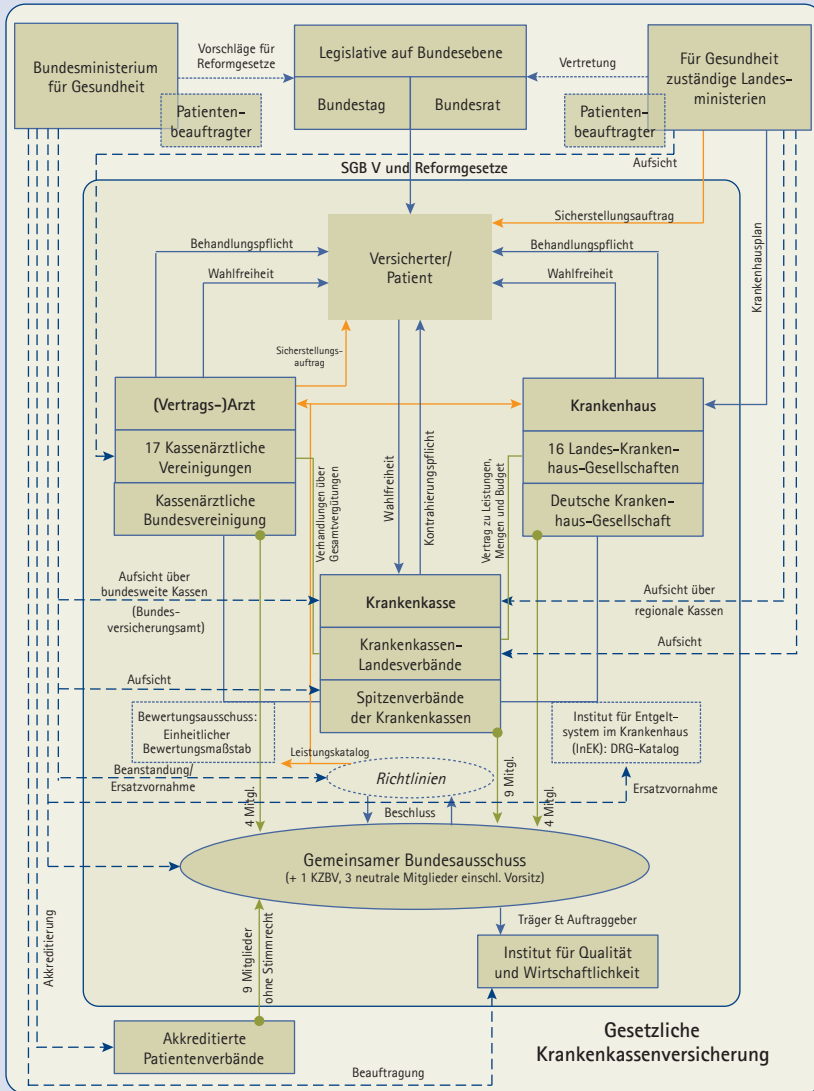 Bundesministerium
für Gesundheit
Patienten-
beauftragter
Vorschläge für
Reformgesetze
Legislative auf Bundesebene
Bundestag
Bundesrat
Vertretung
Für Gesundheit
zuständige Landes-
ministerien
Patienten-
beauftragter
Aufsicht
SGB V und Reformgesetze
Sicherstellungsauftrag
Krankenhausplan
Behandlungspflicht
Wahlfreiheit
Versicherter/
Patient
Behandlungspflicht
Wahlfreiheit
Sicherstellungs-
auftrag
(Vertrags-)Arzt
17 Kassenärztliche
Vereinigungen
Kassenärztliche
Bundesvereinigung
Verhandlungen über
Gesamtvergütungen
Wahlfreiheit
Kontrahierungspflicht
Vertrag zu Leistungen,
Mengen und Budget
Krankenhaus
16 Landes-Kranken-
haus-Gesellschaften
Deutsche Kranken-
haus-Gesellschaft
Aufsicht über
bundesweite Kassen
(Bundes-
versicherungsamt)
Krankenkasse
Krankenkassen-
Landesverbände
Spitzenverbände
der Krankenkassen
Aufsicht über
regionale Kassen
Aufsicht
Aufsicht
Bewertungsausschuss:
Einheitlicher
Bewertungsmaßstab
Institut für Entgelt-
system im Krankenhaus
(InEK): DRG-Katalog
Leistungskatalog
Beanstandung/
Ersatzvornahme
Richtlinien
Ersatzvornahme
4 Mitgl.
Beschluss
9 Mitgl.
4 Mitgl.
Gemeinsamer Bundesausschuss
(+ 1 KZBV, 3 neutrale Mitglieder einschl. Vorsitz)
Akkreditierung
9 Mitglieder
ohne Stimmrecht
Träger & Auftraggeber
Institut für Qualität
und Wirtschaftlichkeit
Akkreditierte
Patientenverbände
Beauftragung
Gesetzliche
Krankenkassenversicherung